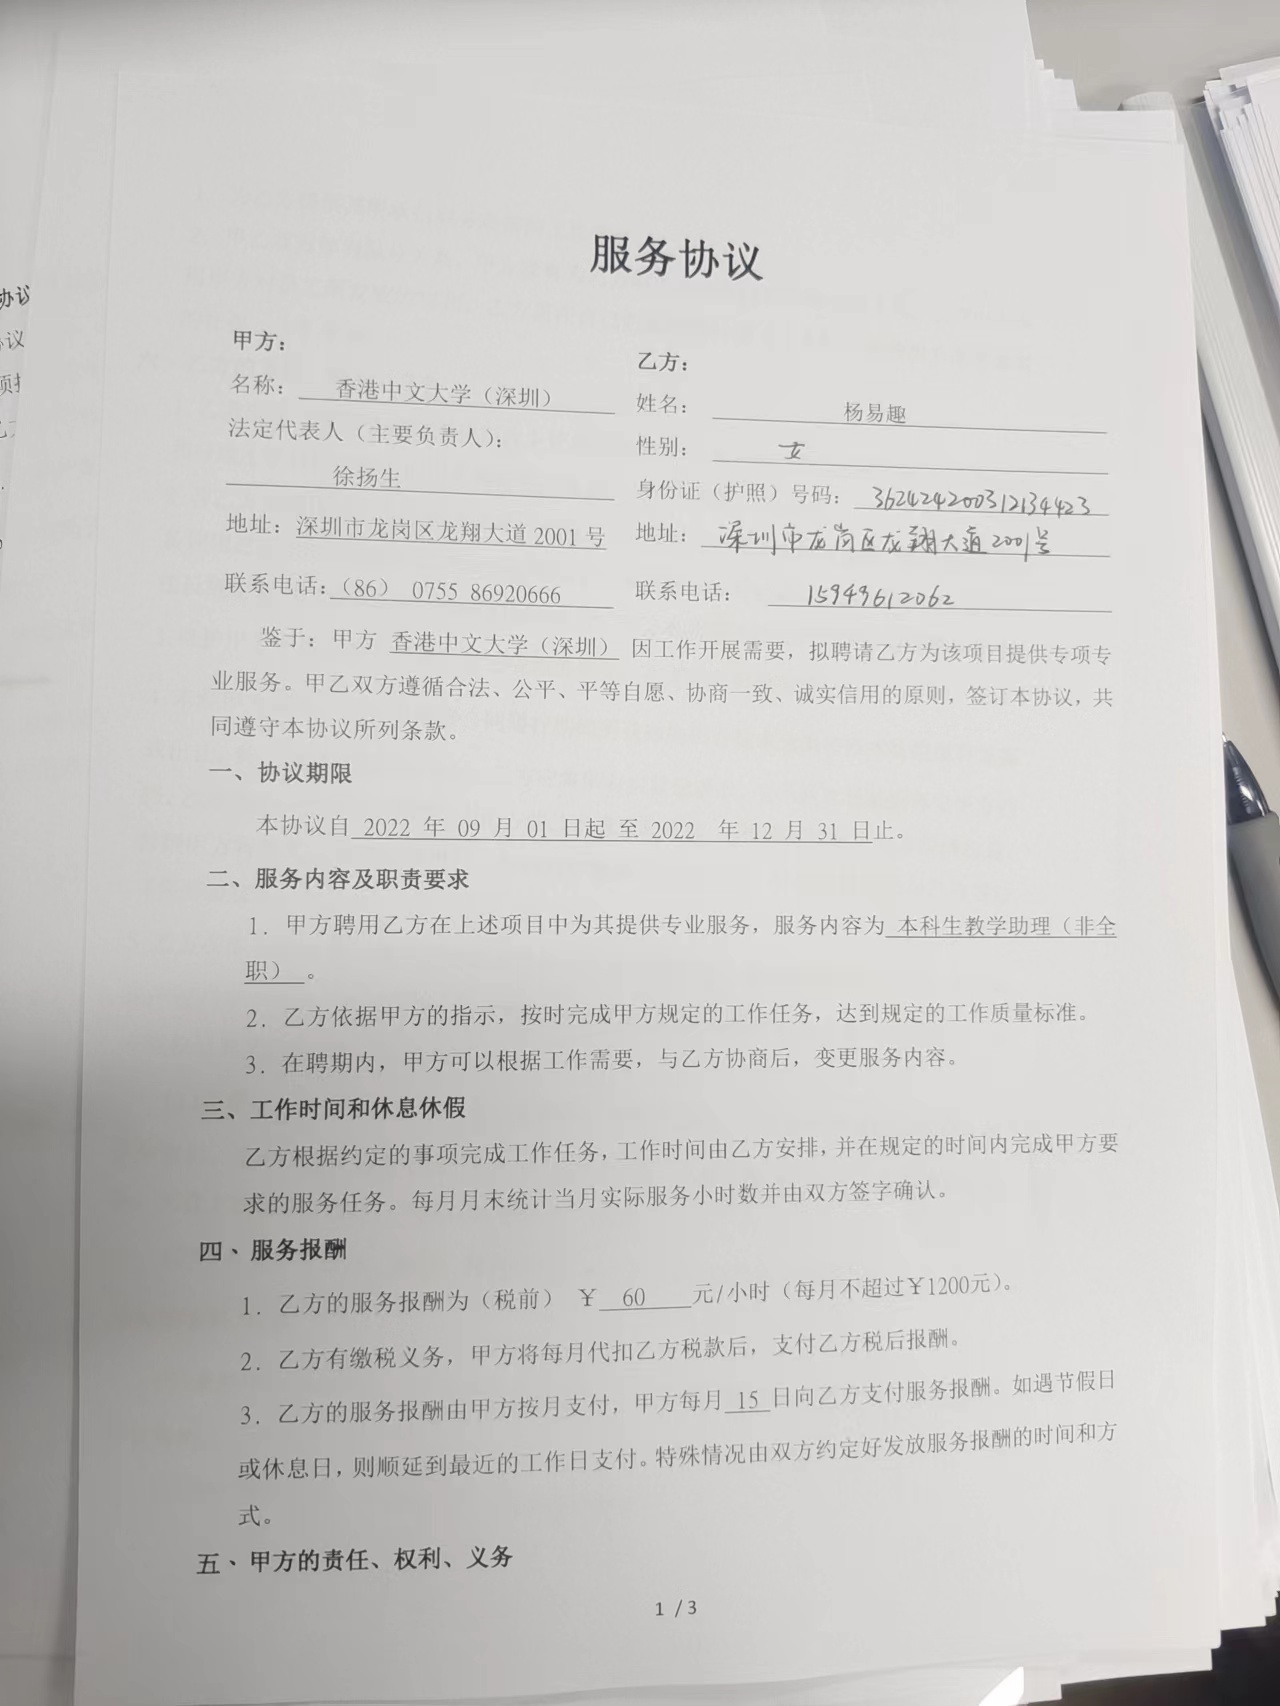 服务协议
甲方：
名称： 香港中文大学（深圳）
法定代表人（主要负责人）：
徐扬生
地址：深圳市龙岗区龙翔大道 2001 号
联系电话：（86） 0755 86920666
乙方：
姓名： 杨易趣
性别： 女
身份证（护照）号码： 362424200312134423
地址： 深圳市龙岗区龙翔大道2001号
联系电话： 15949612062
鉴于：甲方 香港中文大学（深圳） 因工作开展需要，拟聘请乙方为该项目提供专项专
业服务。甲乙双方遵循合法、公平、平等自愿、协商一致、诚实信用的原则，签订本协议，共
同遵守本协议所列条款。
一、协议期限
本协议自 2022 年 09 月 01 日起 至 2022 年 12 月 31 日止。
二、服务内容及职责要求
1．甲方聘用乙方在上述项目中为其提供专业服务，服务内容为 本科生教学助理（非全
职） 。
2．乙方依据甲方的指示，按时完成甲方规定的工作任务，达到规定的工作质量标准。
3．在聘期内，甲方可以根据工作需要，与乙方协商后，变更服务内容。
三、工作时间和休息休假
乙方根据约定的事项完成工作任务，工作时间由乙方安排，并在规定的时间内完成甲方要
求的服务任务。每月月末统计当月实际服务小时数并由双方签字确认。
四、服务报酬
1．乙方的服务报酬为（税前） ￥ 60 元/小时（每月不超过￥1200元）。
2．乙方有缴税义务，甲方将每月代扣乙方税款后，支付乙方税后报酬。
3．乙方的服务报酬由甲方按月支付，甲方每月 15 日向乙方支付服务报酬。如遇节假日
或休息日，则顺延到最近的工作日支付。特殊情况由双方约定好发放服务报酬的时间和方
式。
五、甲方的责任、权利、义务
1 / 3